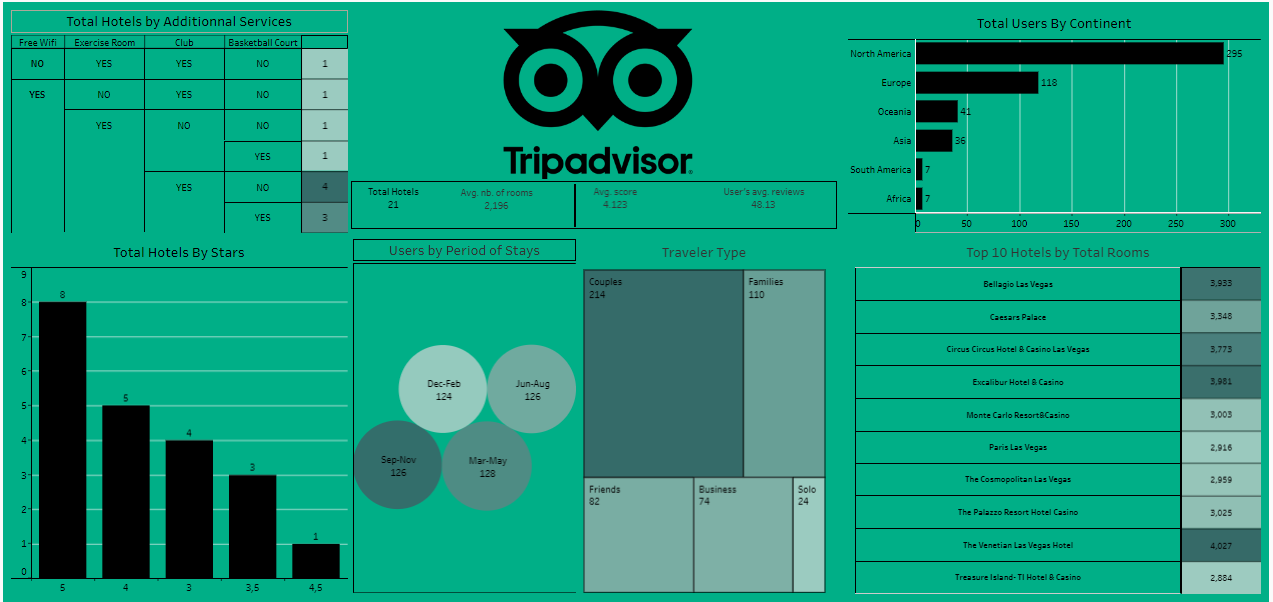 Total Hotels by Additionnal Services
Free Wifi Exercise Room Club Basketball Court
NO YES YES NO 1
YES NO YES NO 1
YES NO NO 1
YES 1
YES NO 4
YES 3
Tripadvisor®
Total Hotels
21
Avg. nb. of rooms
2,196
Avg. score
4.123
User's avg. reviews
48.13
Total Users By Continent
North America 295
Europe 118
Oceania 41
Asia 36
South America 7
Africa 7
0 50 100 150 200 250 300
Total Hotels By Stars
9
8
7
6
5
4
3
2
1
0
8
5
4
3
1
5 4 3 3,5 4,5
Users by Period of Stays
Dec-Feb
124
Jun-Aug
126
Sep-Nov
126
Mar-May
128
Traveler Type
Couples
214
Families
110
Friends
82
Business
74
Solo
24
Top 10 Hotels by Total Rooms
Bellagio Las Vegas 3,933
Caesars Palace 3,348
Circus Circus Hotel & Casino Las Vegas 3,773
Excalibur Hotel & Casino 3,981
Monte Carlo Resort&Casino 3,003
Paris Las Vegas 2,916
The Cosmopolitan Las Vegas 2,959
The Palazzo Resort Hotel Casino 3,025
The Venetian Las Vegas Hotel 4,027
Treasure Island- TI Hotel & Casino 2,884